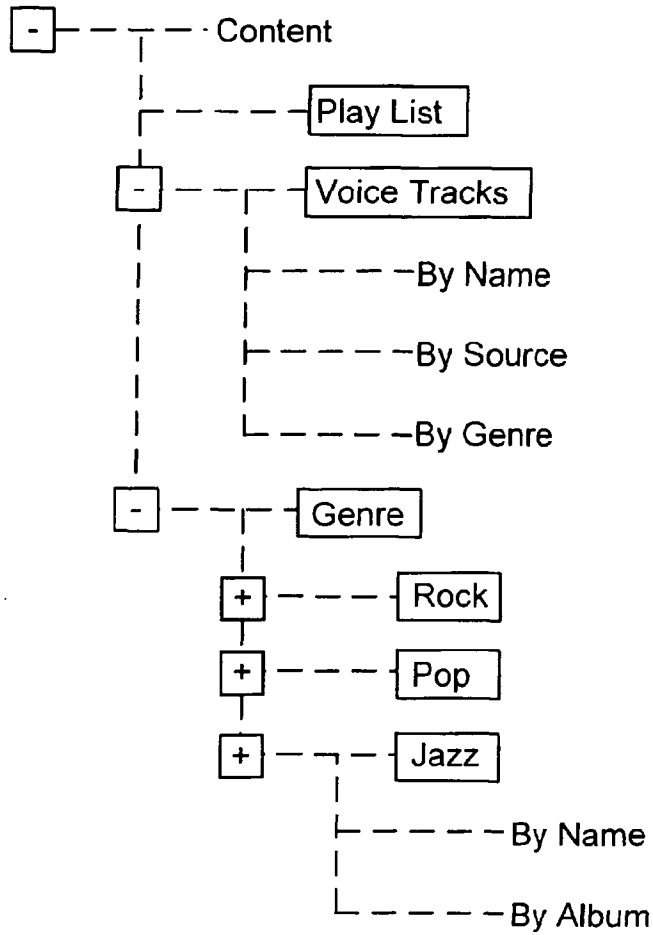 - Content
Play List
- Voice Tracks
By Name
By Source
By Genre
- Genre
+ Rock
+ Pop
+ Jazz
By Name
By Album